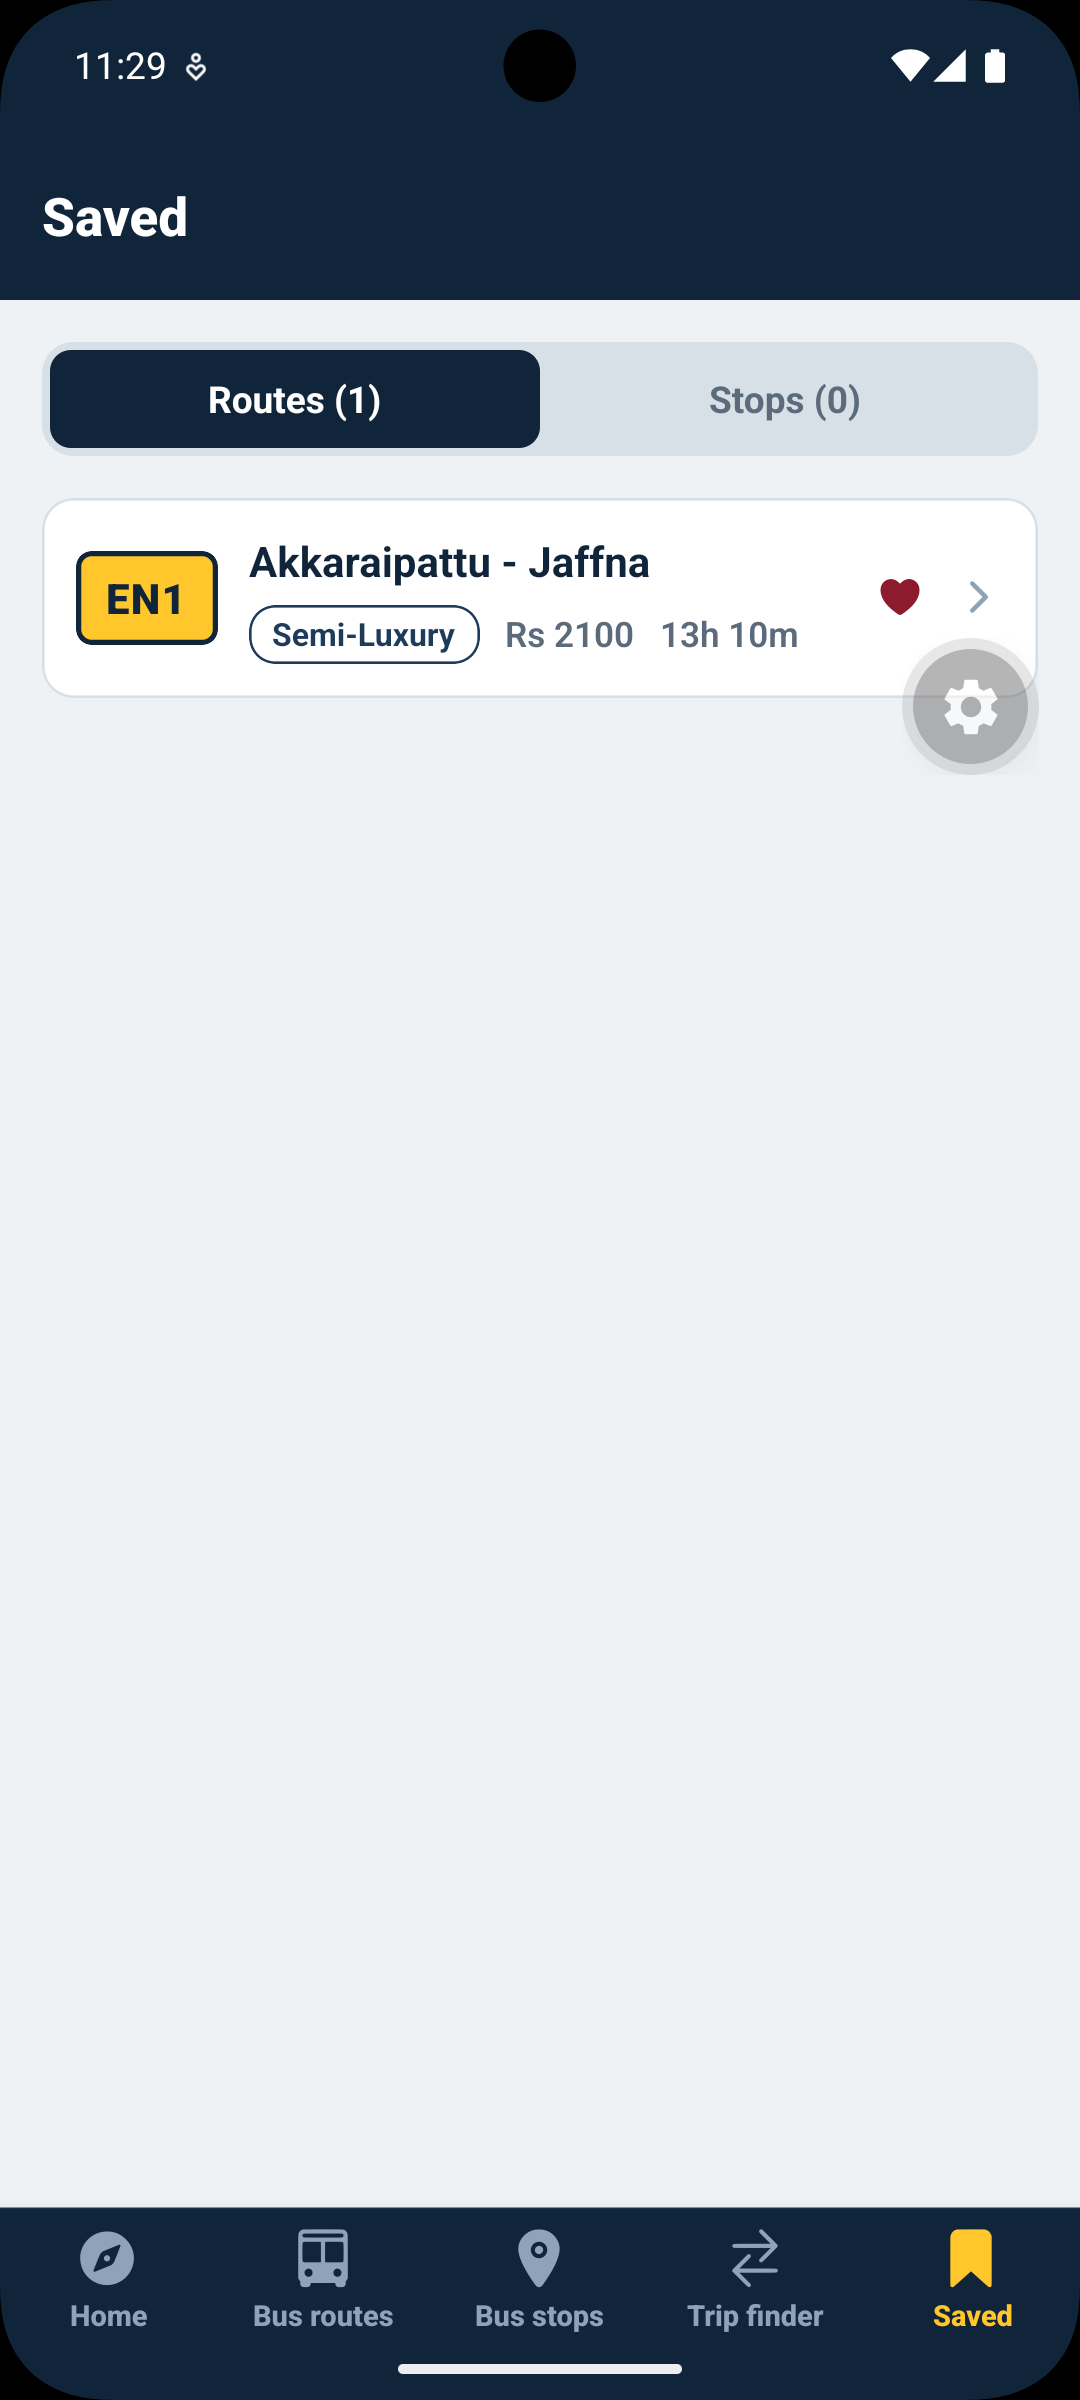 11:29
Saved
Routes (1)
Stops (0)
EN1
Akkaraipattu - Jaffna
Semi-Luxury
Rs 2100
13h 10m
Home
Bus routes
Bus stops
Trip finder
Saved